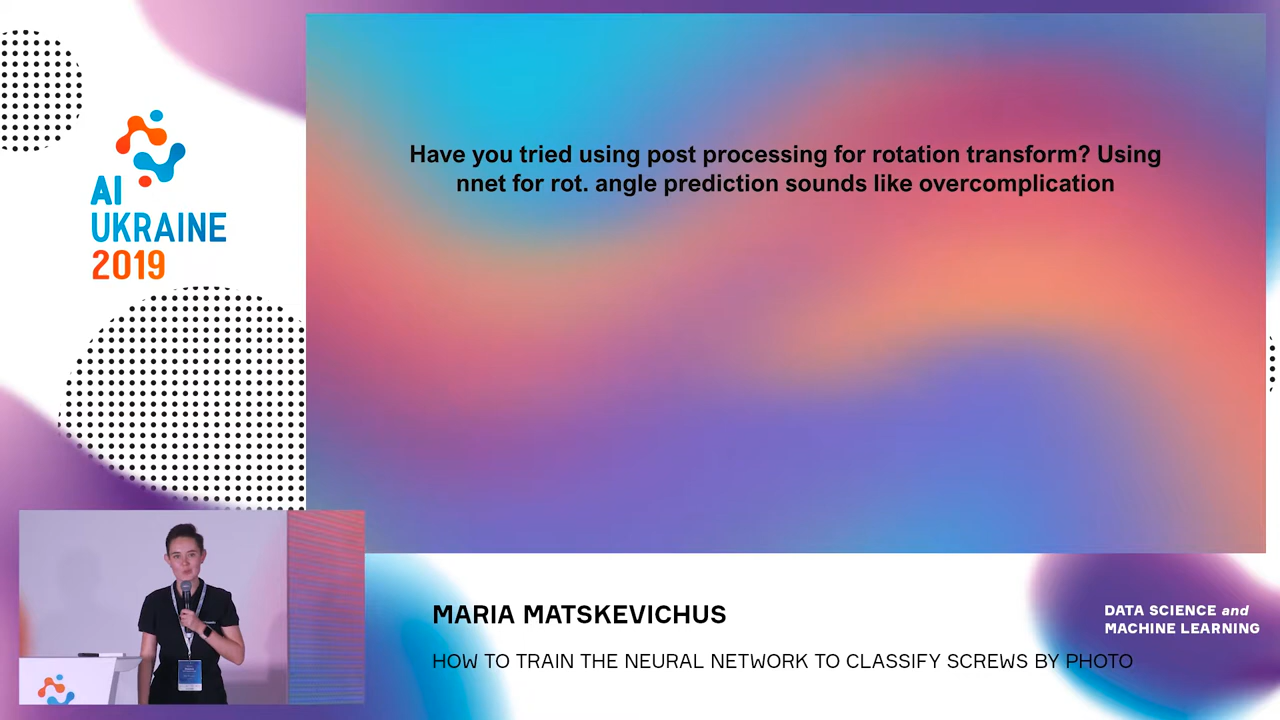 AI
UKRAINE
2019
Have you tried using post processing for rotation transform? Using
nnet for rot. angle prediction sounds like overcomplication
MARIA MATSKEVICHUS
HOW TO TRAIN THE NEURAL NETWORK TO CLASSIFY SCREWS BY PHOTO
DATA SCIENCE and
MACHINE LEARNING